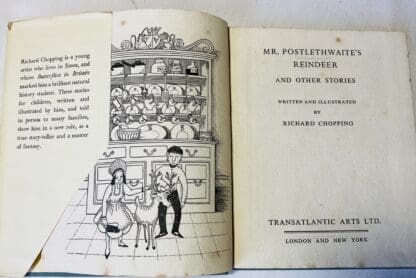 Richard Chopping is a young
artist who lives in Essex, and
whose Butterflies in Britain
marked him a brilliant natural
history student. These stories
for children, written and
illustrated by him, and told
in person to many families,
show him in a new role, as a
true story-teller and a master
of fantasy.
MR. POSTLETHWAITE'S
REINDEER
AND OTHER STORIES
WRITTEN AND ILLUSTRATED
BY
RICHARD CHOPPING
TRANSATLANTIC ARTS LTD.
LONDON AND NEW YORK